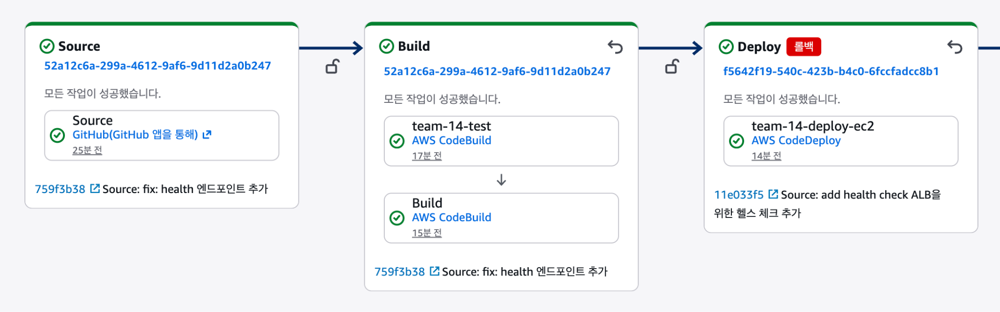 Source
52a12c6a-299a-4612-9af6-9d11d2a0b247
모든 작업이 성공했습니다.
Source
GitHub(GitHub 앱을 통해)
25분 전
759f3b38 Source: fix: health 엔드포인트 추가
Build
52a12c6a-299a-4612-9af6-9d11d2a0b247
모든 작업이 성공했습니다.
team-14-test
AWS CodeBuild
17분 전
Build
AWS CodeBuild
15분 전
759f3b38 Source: fix: health 엔드포인트 추가
Deploy 롤백
f5642f19-540c-423b-b4c0-6fccfadcc8b1
모든 작업이 성공했습니다.
team-14-deploy-ec2
AWS CodeDeploy
14분 전
11e033f5 Source: add health check ALB을
위한 헬스 체크 추가